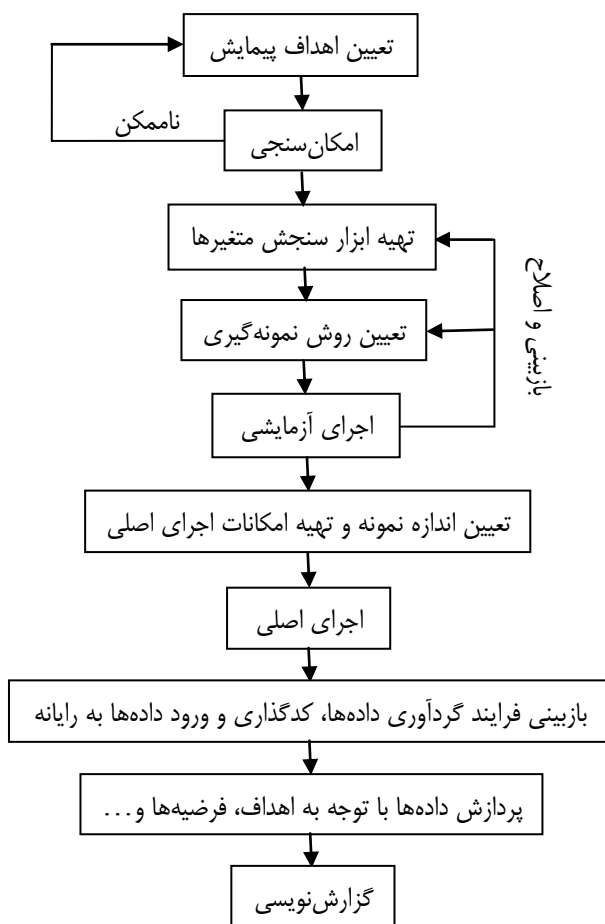 تعیین اهداف پیمایش
ناممکن
امکان‌سنجی
تهیه ابزار سنجش متغیرها
بازبینی و اصلاح
تعیین روش نمونه‌گیری
اجرای آزمایشی
تعیین اندازه نمونه و تهیه امکانات اجرای اصلی
اجرای اصلی
بازبینی فرایند گردآوری داده‌ها، کدگذاری و ورود داده‌ها به رایانه
پردازش داده‌ها با توجه به اهداف، فرضیه‌ها و...
گزارش‌نویسی